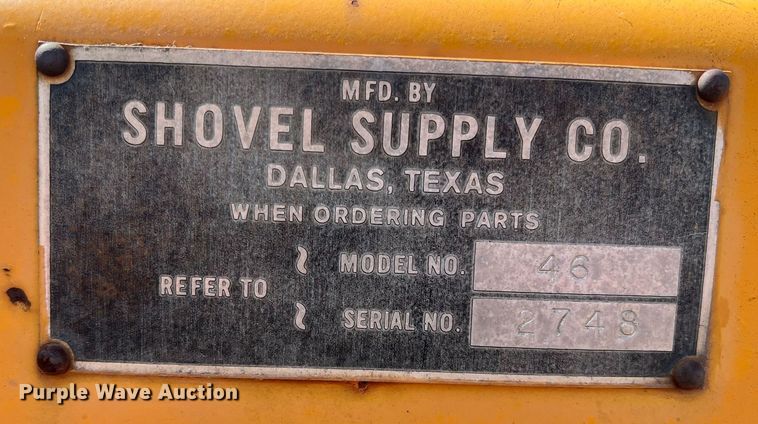 MFD. BY
SHOVEL SUPPLY CO.
DALLAS, TEXAS
WHEN ORDERING PARTS
REFER TO
MODEL NO. 46
SERIAL NO. 2748
Purple Wave Auction